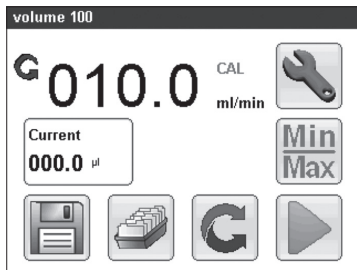 volume 100
CAL
010.0 ml/min
Current
000.0 µl
Min
Max